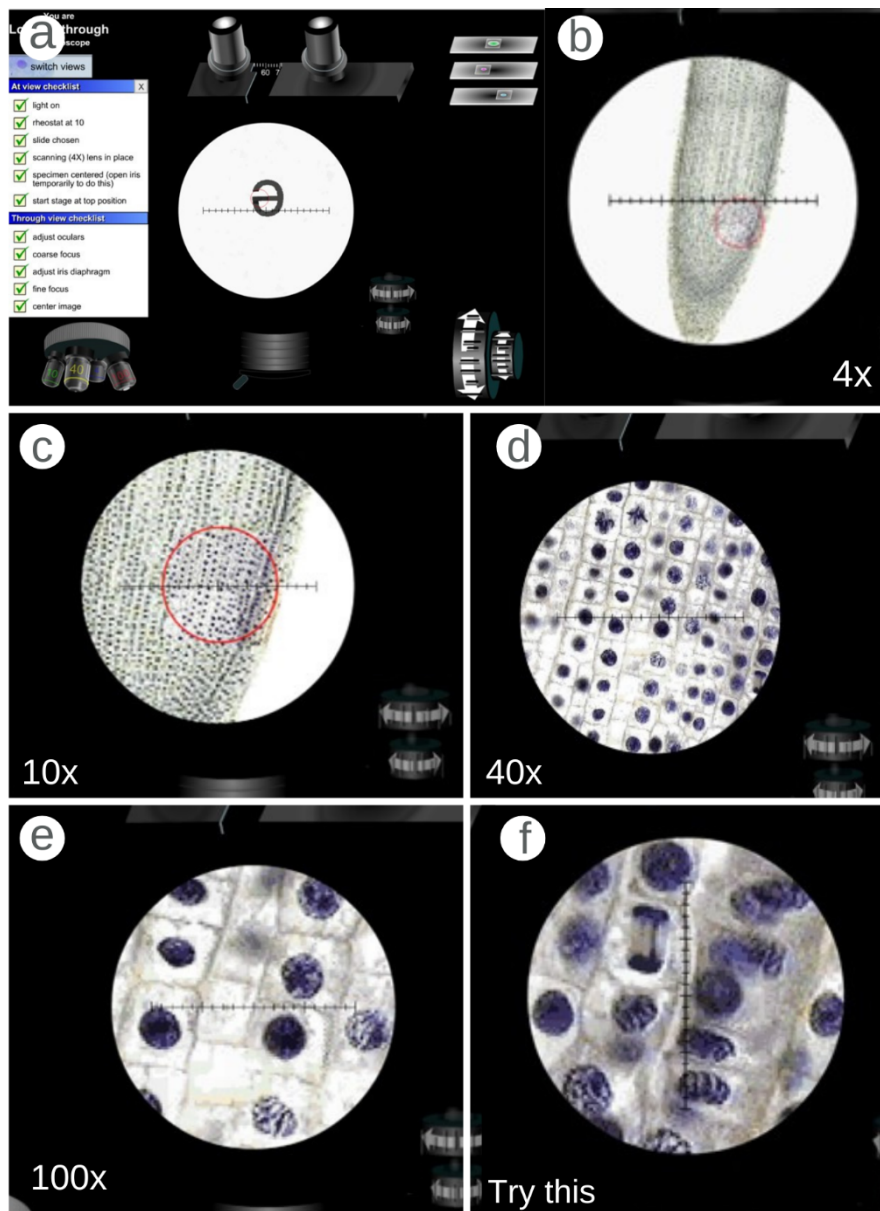 a
You are
through
switch views
At view checklist X
light on
rheostat at 10
slide chosen
scanning (4X) lens in place
specimen centered (open iris
temporarily to do this)
start stage at top position
Through view checklist
adjust oculars
coarse focus
adjust iris diaphragm
fine focus
center image
60 7
ə
40
b
4x
c
10x
d
40x
e
100x
f
Try this